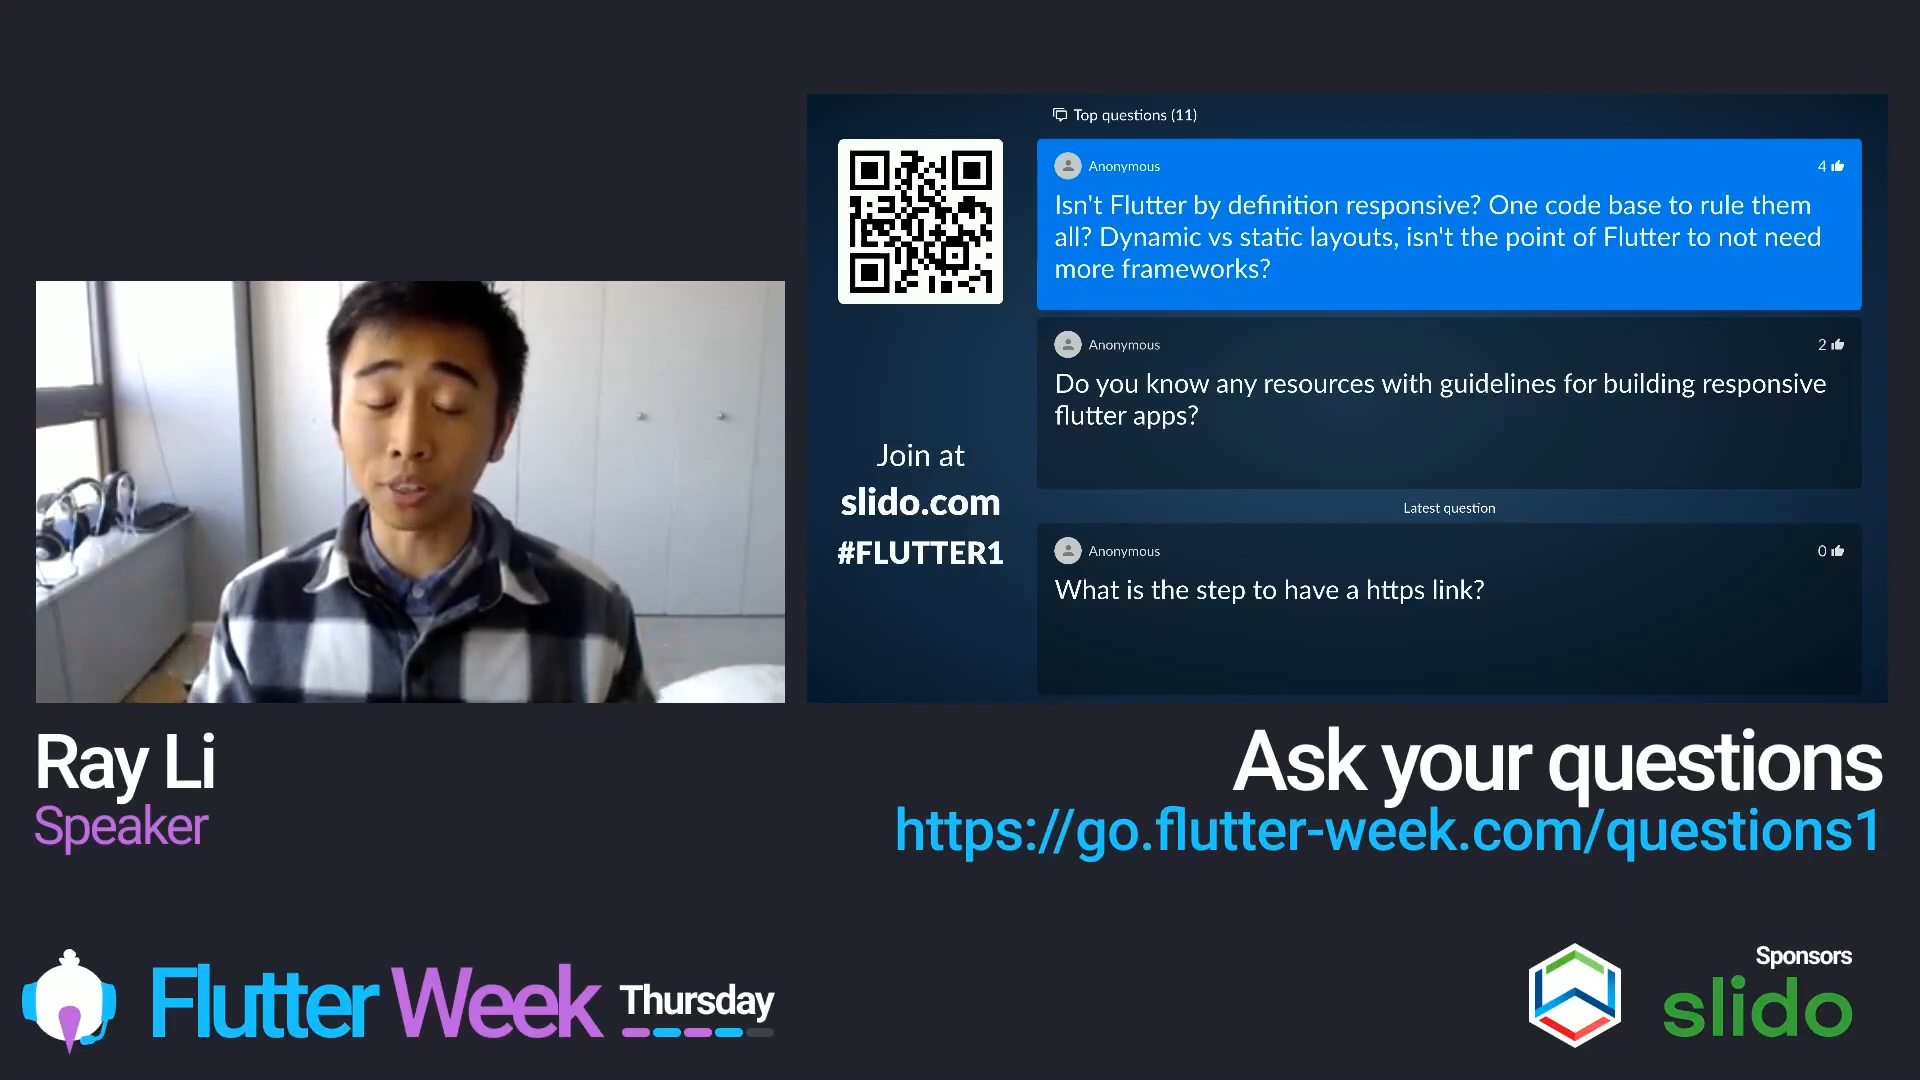 Top questions (11)
Anonymous
4
Isn't Flutter by definition responsive? One code base to rule them
all? Dynamic vs static layouts, isn't the point of Flutter to not need
more frameworks?
Anonymous
2
Do you know any resources with guidelines for building responsive
flutter apps?
Latest question
Anonymous
0
What is the step to have a https link?
Join at
slido.com
#FLUTTER1
Ray Li
Speaker
Ask your questions
https://go.flutter-week.com/questions1
Flutter Week Thursday
Sponsors
slido